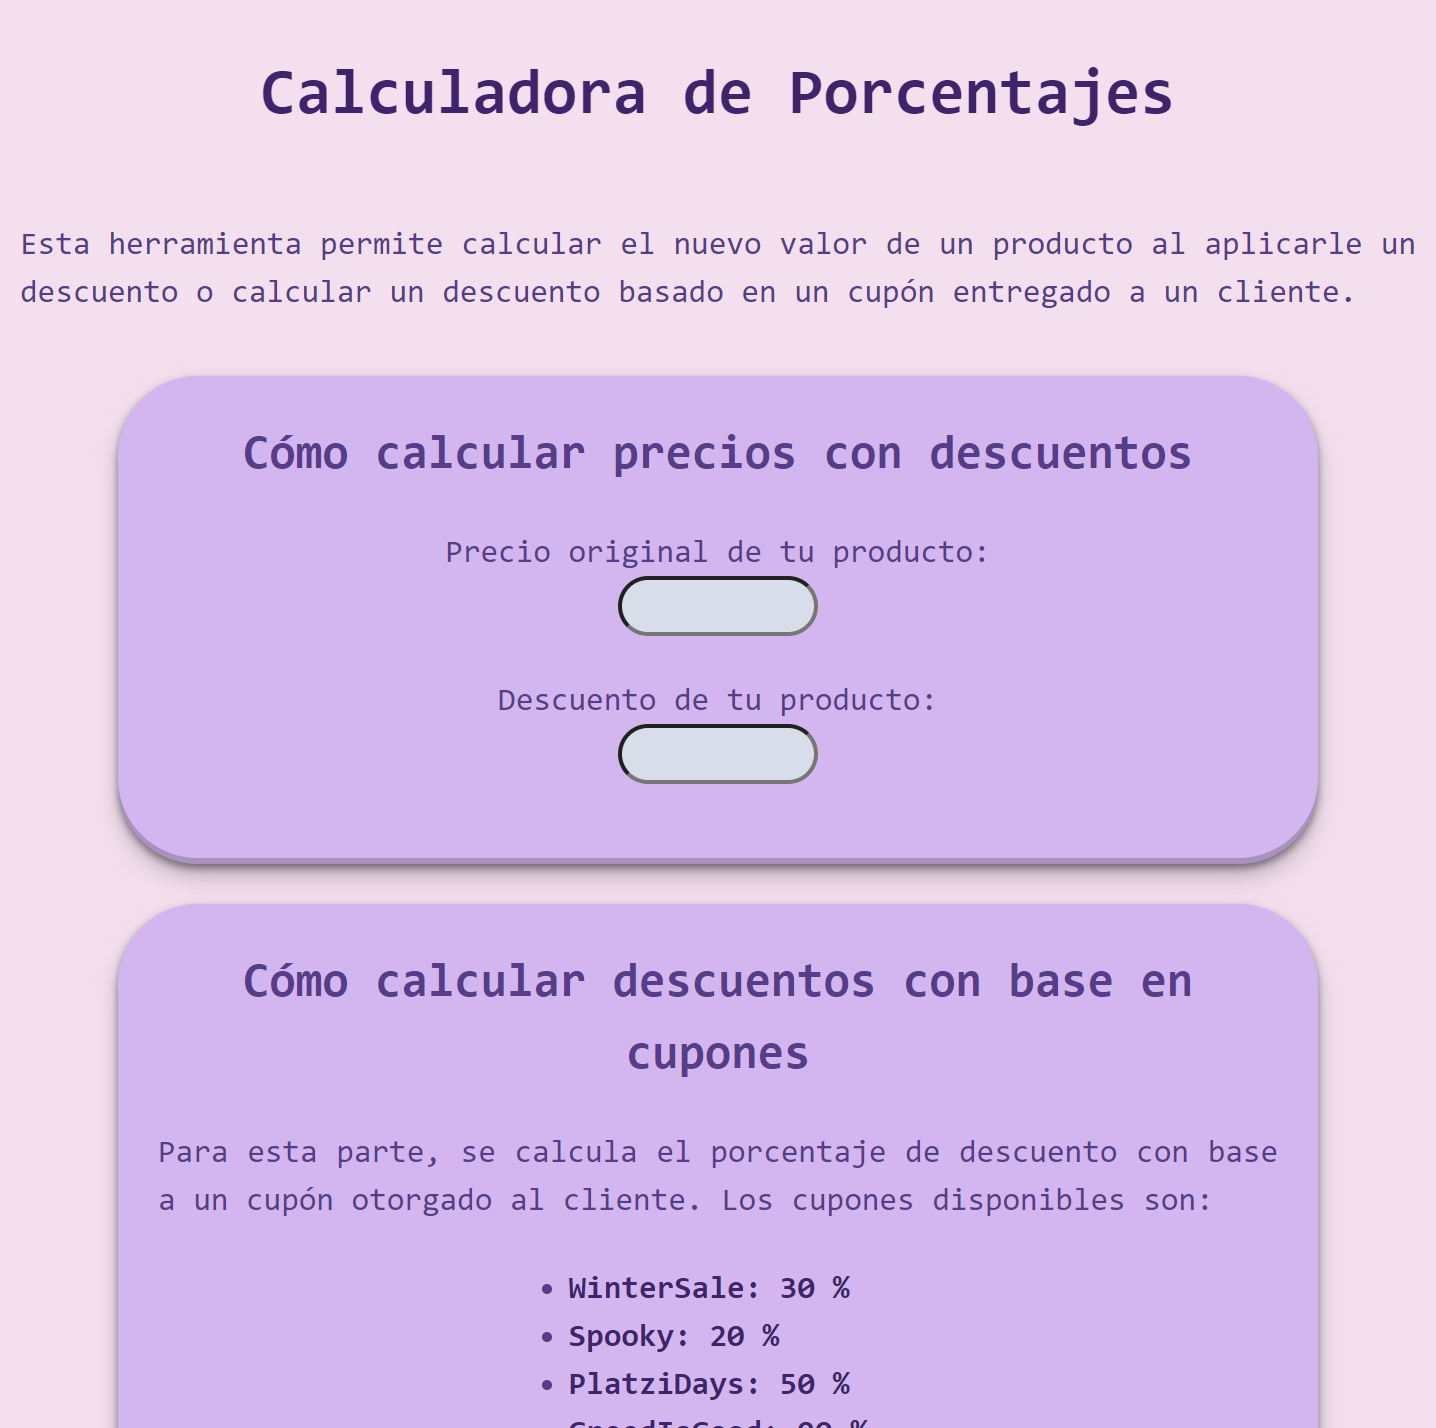 Calculadora de Porcentajes
Esta herramienta permite calcular el nuevo valor de un producto al aplicarle un
descuento o calcular un descuento basado en un cupón entregado a un cliente.
Cómo calcular precios con descuentos
Precio original de tu producto:
Descuento de tu producto:
Cómo calcular descuentos con base en
cupones
Para esta parte, se calcula el porcentaje de descuento con base
a un cupón otorgado al cliente. Los cupones disponibles son:
WinterSale: 30 %
Spooky: 20 %
PlatziDays: 50 %